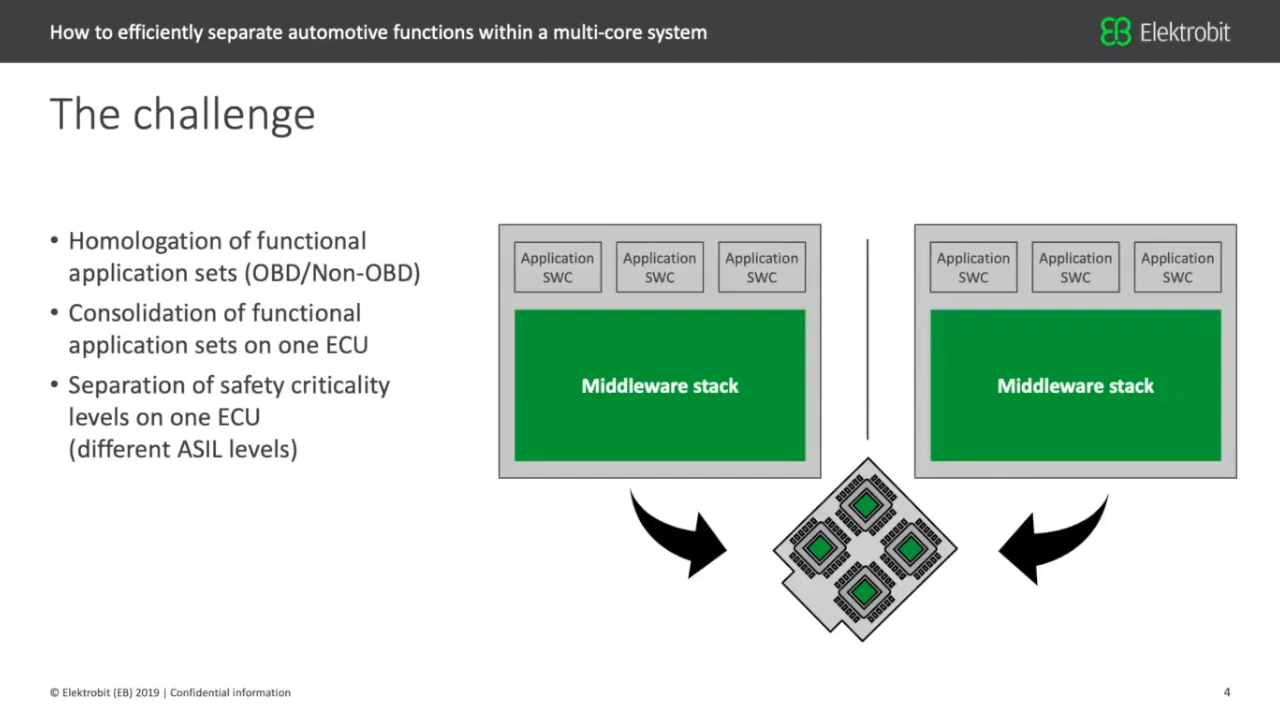 How to efficiently separate automotive functions within a multi-core system
Elektrobit
The challenge
• Homologation of functional
application sets (OBD/Non-OBD)
• Consolidation of functional
application sets on one ECU
• Separation of safety criticality
levels on one ECU
(different ASIL levels)
Application
SWC
Application
SWC
Application
SWC
Middleware stack
Application
SWC
Application
SWC
Application
SWC
Middleware stack
© Elektrobit (EB) 2019 | Confidential information
4